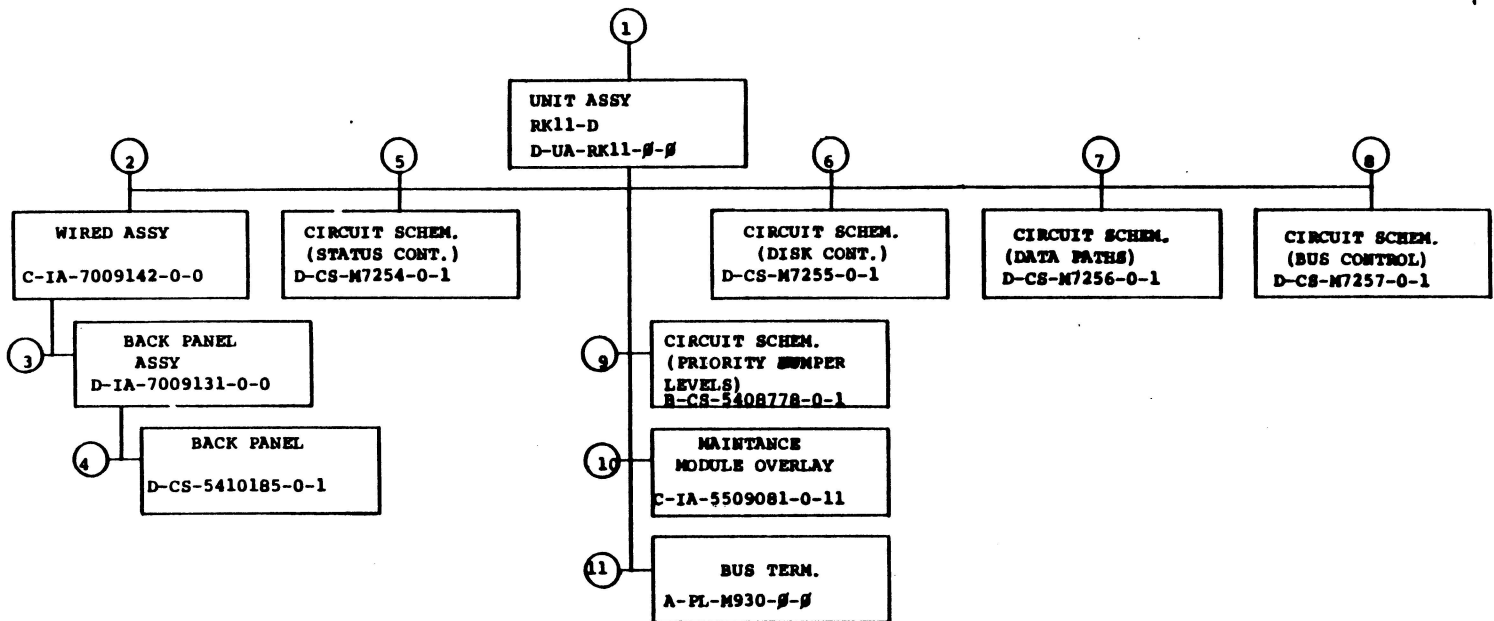 1
UNIT ASSY
RK11-D
D-UA-RK11-Ø-Ø
2
WIRED ASSY
C-IA-7009142-0-0
3
BACK PANEL
ASSY
D-IA-7009131-0-0
4
BACK PANEL
D-CS-5410185-0-1
5
CIRCUIT SCHEM.
(STATUS CONT.)
D-CS-M7254-0-1
6
CIRCUIT SCHEM.
(DISK CONT.)
D-CS-M7255-0-1
7
CIRCUIT SCHEM.
(DATA PATHS)
D-CS-M7256-0-1
8
CIRCUIT SCHEM.
(BUS CONTROL)
D-CS-M7257-0-1
9
CIRCUIT SCHEM.
(PRIORITY
LEVELS)
B-CS-5408778-0-1
10
MAINTANCE
MODULE OVERLAY
C-IA-5509081-0-11
11
BUS TERM.
A-PL-M930-Ø-Ø